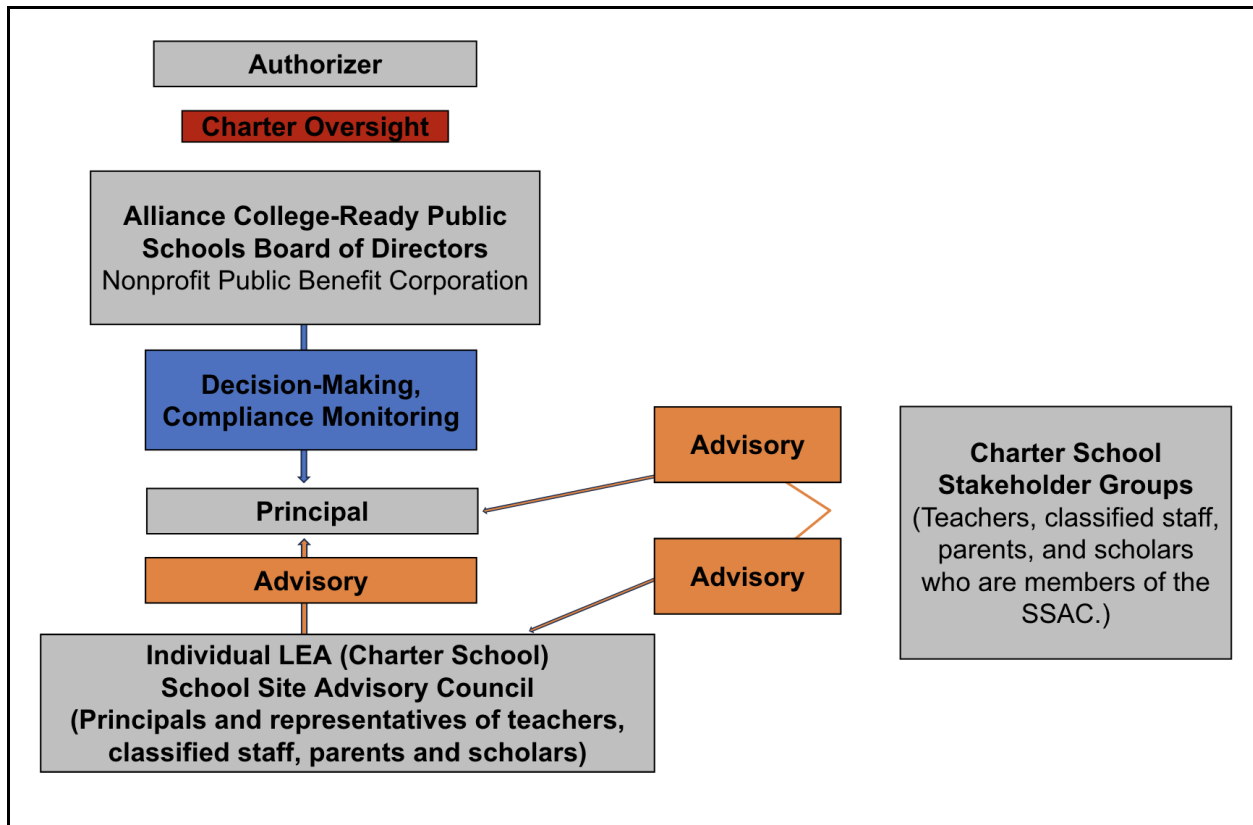 Authorizer
Charter Oversight
Alliance College-Ready Public
Schools Board of Directors
Nonprofit Public Benefit Corporation
Decision-Making,
Compliance Monitoring
Principal
Advisory
Individual LEA (Charter School)
School Site Advisory Council
(Principals and representatives of teachers,
classified staff, parents and scholars)
Advisory
Advisory
Charter School
Stakeholder Groups
(Teachers, classified staff,
parents, and scholars
who are members of the
SSAC.)